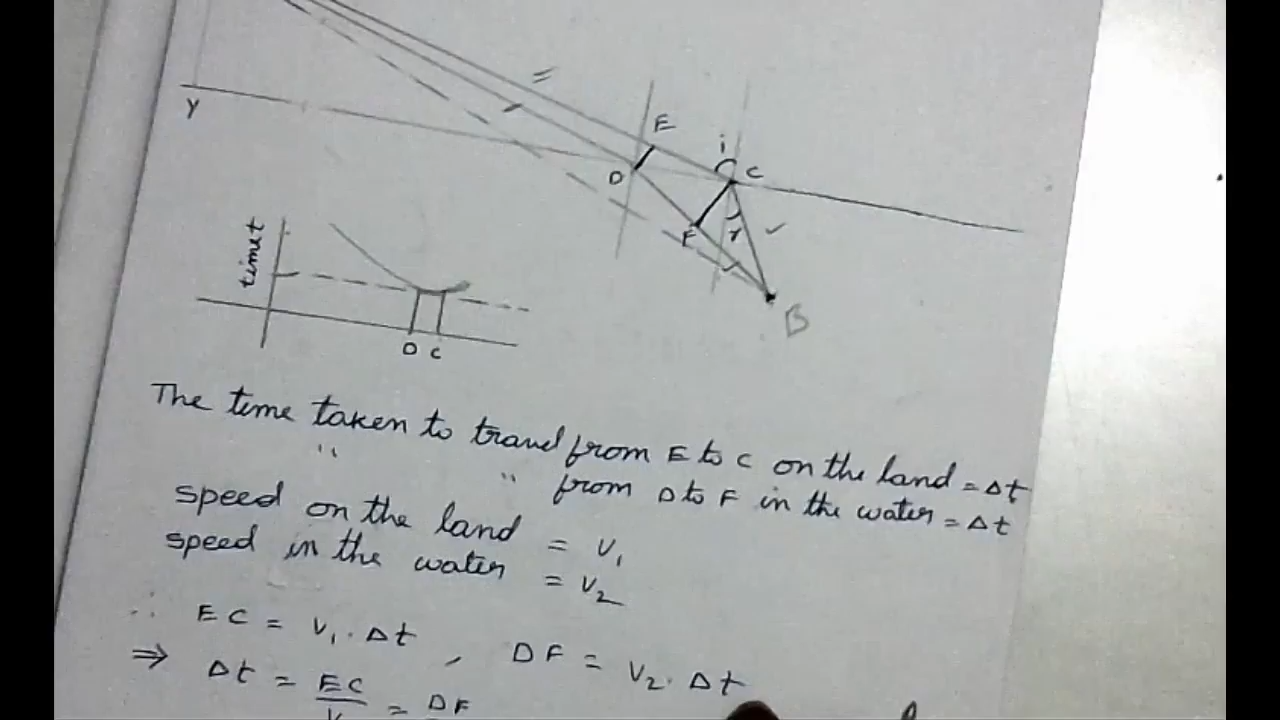 Y
E
i
C
D
F
r
B
time t
D C
The time taken to travel from E to C on the land = Δt
" " from D to F in the water = Δt
speed on the land = V₁
speed in the water = V₂
∴ EC = V₁ . Δt , DF = V₂ . Δt
⇒ Δt = EC = DF